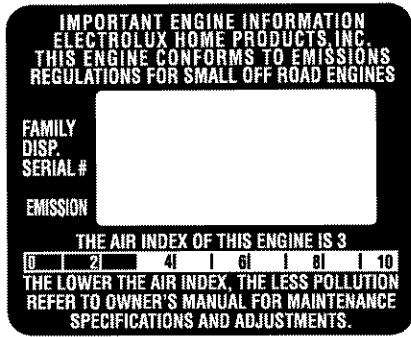 IMPORTANT ENGINE INFORMATION
ELECTROLUX HOME PRODUCTS, INC.
THIS ENGINE CONFORMS TO EMISSIONS
REGULATIONS FOR SMALL OFF ROAD ENGINES
FAMILY
DISP.
SERIAL #
EMISSION
THE AIR INDEX OF THIS ENGINE IS 3
0 | 2| 4| | 6| | 8| | 10
THE LOWER THE AIR INDEX, THE LESS POLLUTION
REFER TO OWNER'S MANUAL FOR MAINTENANCE
SPECIFICATIONS AND ADJUSTMENTS.